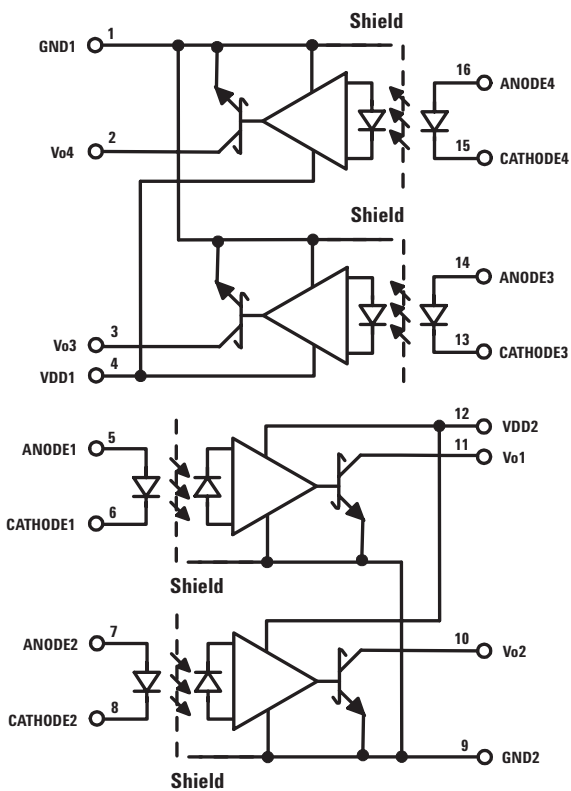 Shield
GND1 1
16 ANODE4
2
Vo4
15 CATHODE4
Shield
14 ANODE3
3
Vo3
13 CATHODE3
4
VDD1
12 VDD2
ANODE1 5
11 Vo1
CATHODE1 6
Shield
ANODE2 7
10 Vo2
CATHODE2 8
9 GND2
Shield